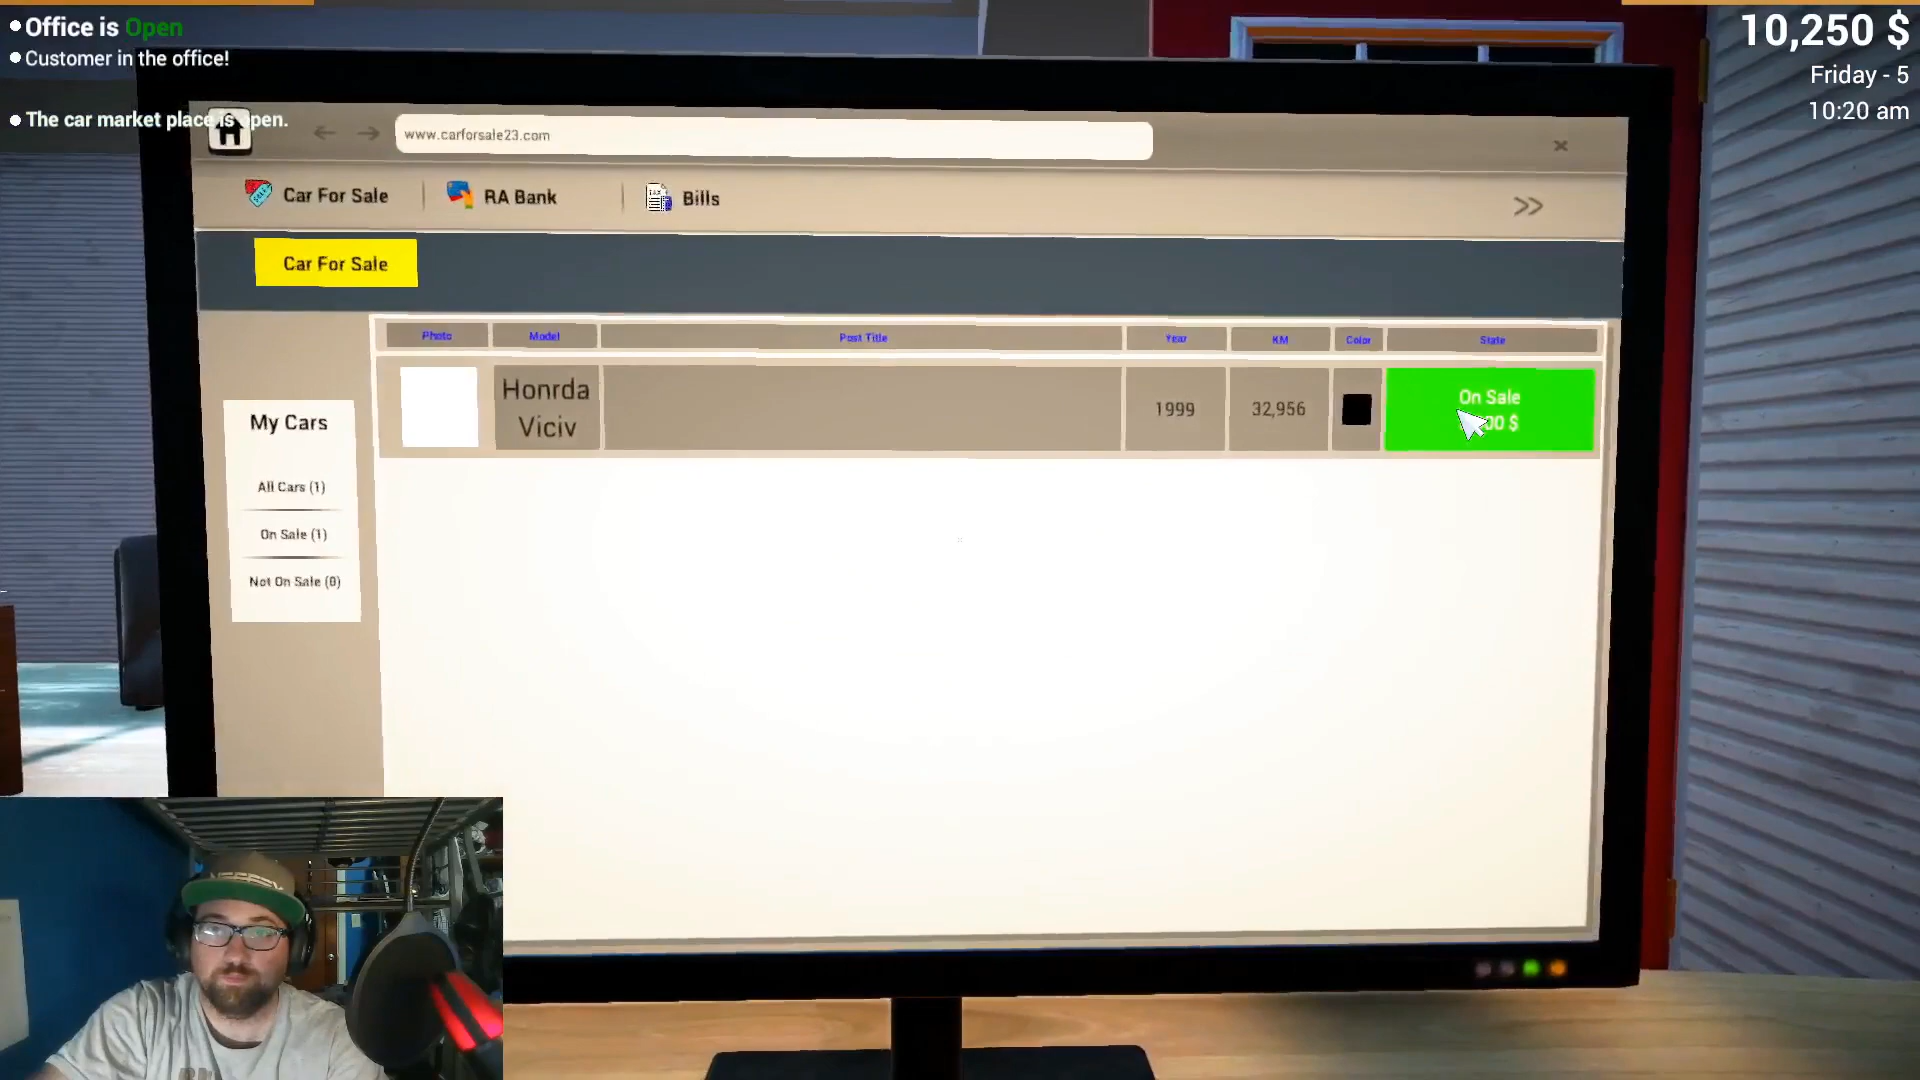 Office is Open
Customer in the office!
The car market place is open.
10,250 $
Friday - 5
10:20 am
www.carforsale23.com
Car For Sale
RA Bank
Bills
Car For Sale
Photo
Model
Post Title
Year
KM
Color
State
Honrda
Viciv
1999
32,956
On Sale
00 $
My Cars
All Cars (1)
On Sale (1)
Not On Sale (0)